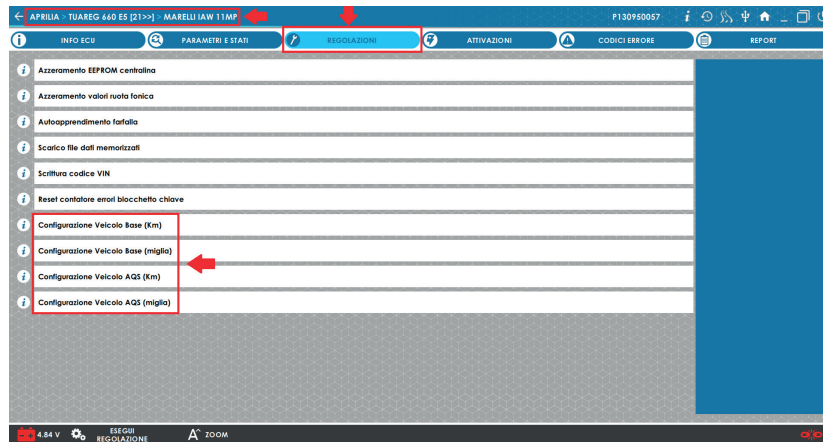 APRILIA > TUAREG 660 E5 [21>>] > MARELLI IAW 11MP
P130950057
INFO ECU
PARAMETRI E STATI
REGOLAZIONI
ATTIVAZIONI
CODICI ERRORE
REPORT
Azzeramento EEPROM centralina
Azzeramento valori ruota fonica
Autoapprendimento farfalla
Scarico file dati memorizzati
Scrittura codice VIN
Reset contatore errori blocchetto chiave
Configurazione Veicolo Base (Km)
Configurazione Veicolo Base (miglia)
Configurazione Veicolo AQS (Km)
Configurazione Veicolo AQS (miglia)
4.84 V
ESEGUI
REGOLAZIONE
ZOOM